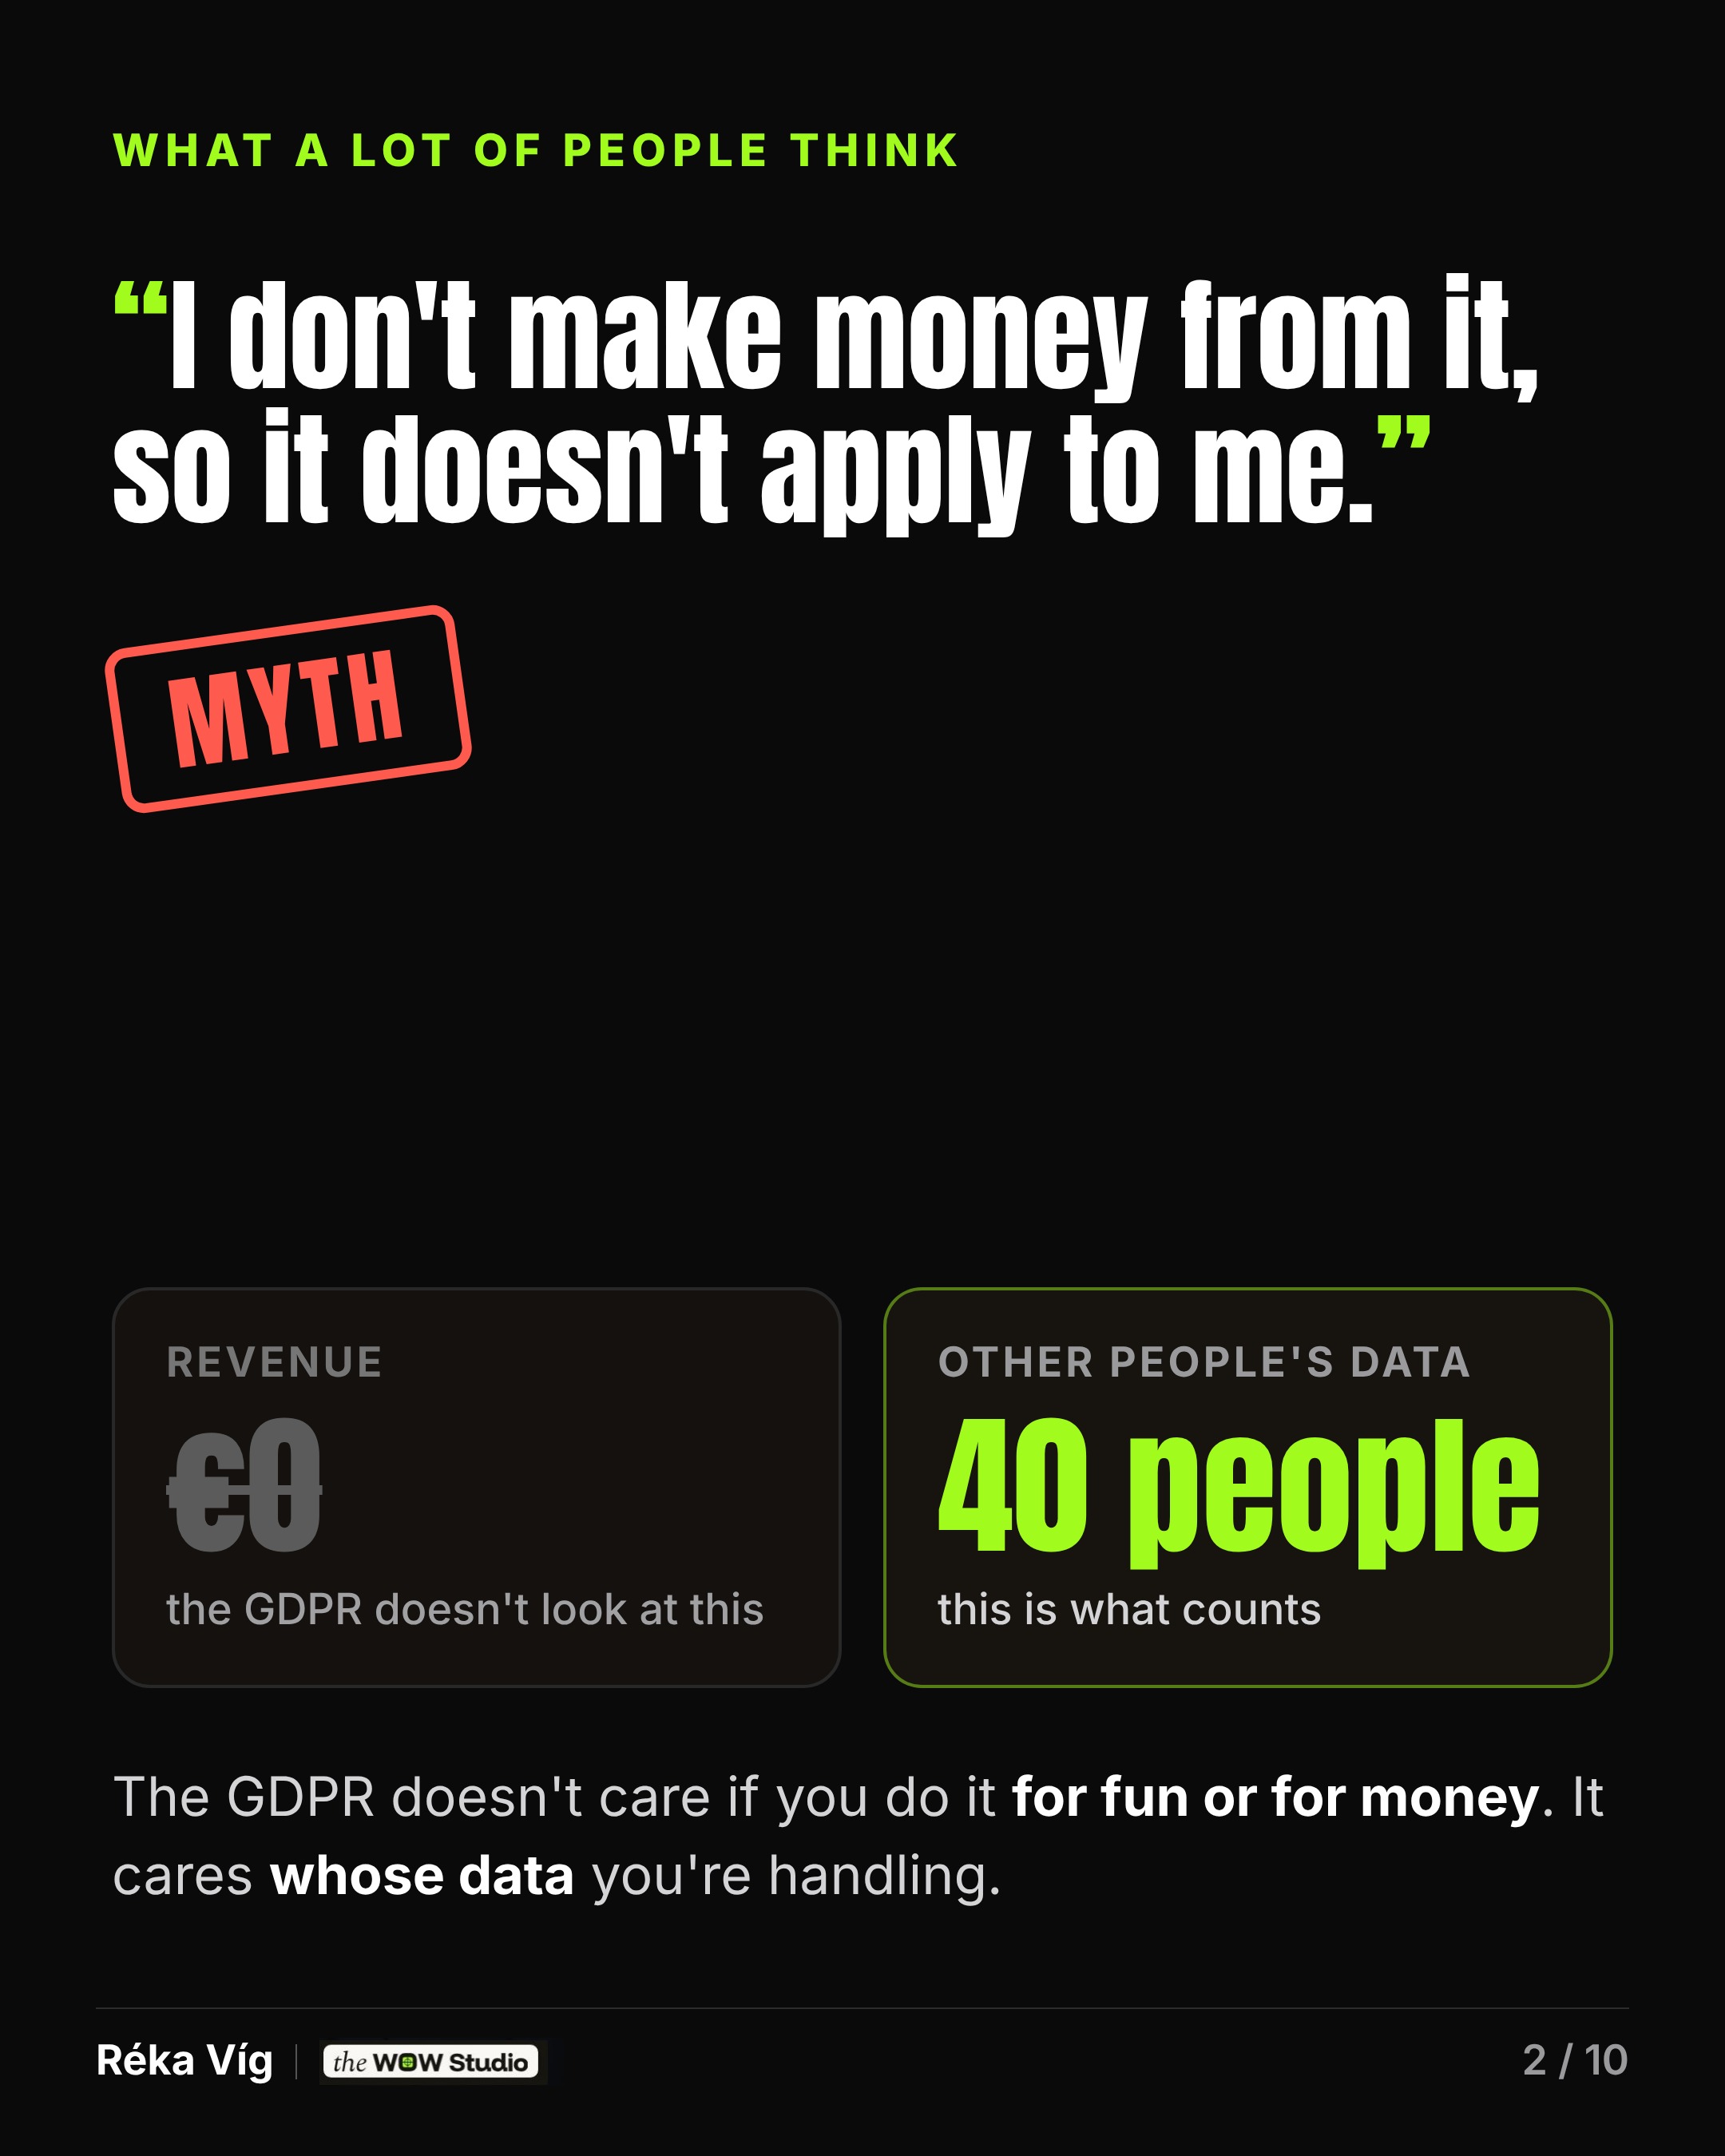 WHAT A LOT OF PEOPLE THINK
“I don't make money from it,
so it doesn't apply to me.”
MYTH
REVENUE
€0
the GDPR doesn't look at this
OTHER PEOPLE'S DATA
40 people
this is what counts
The GDPR doesn't care if you do it for fun or for money. It
cares whose data you're handling.
Réka Víg
the WOW Studio
2 / 10